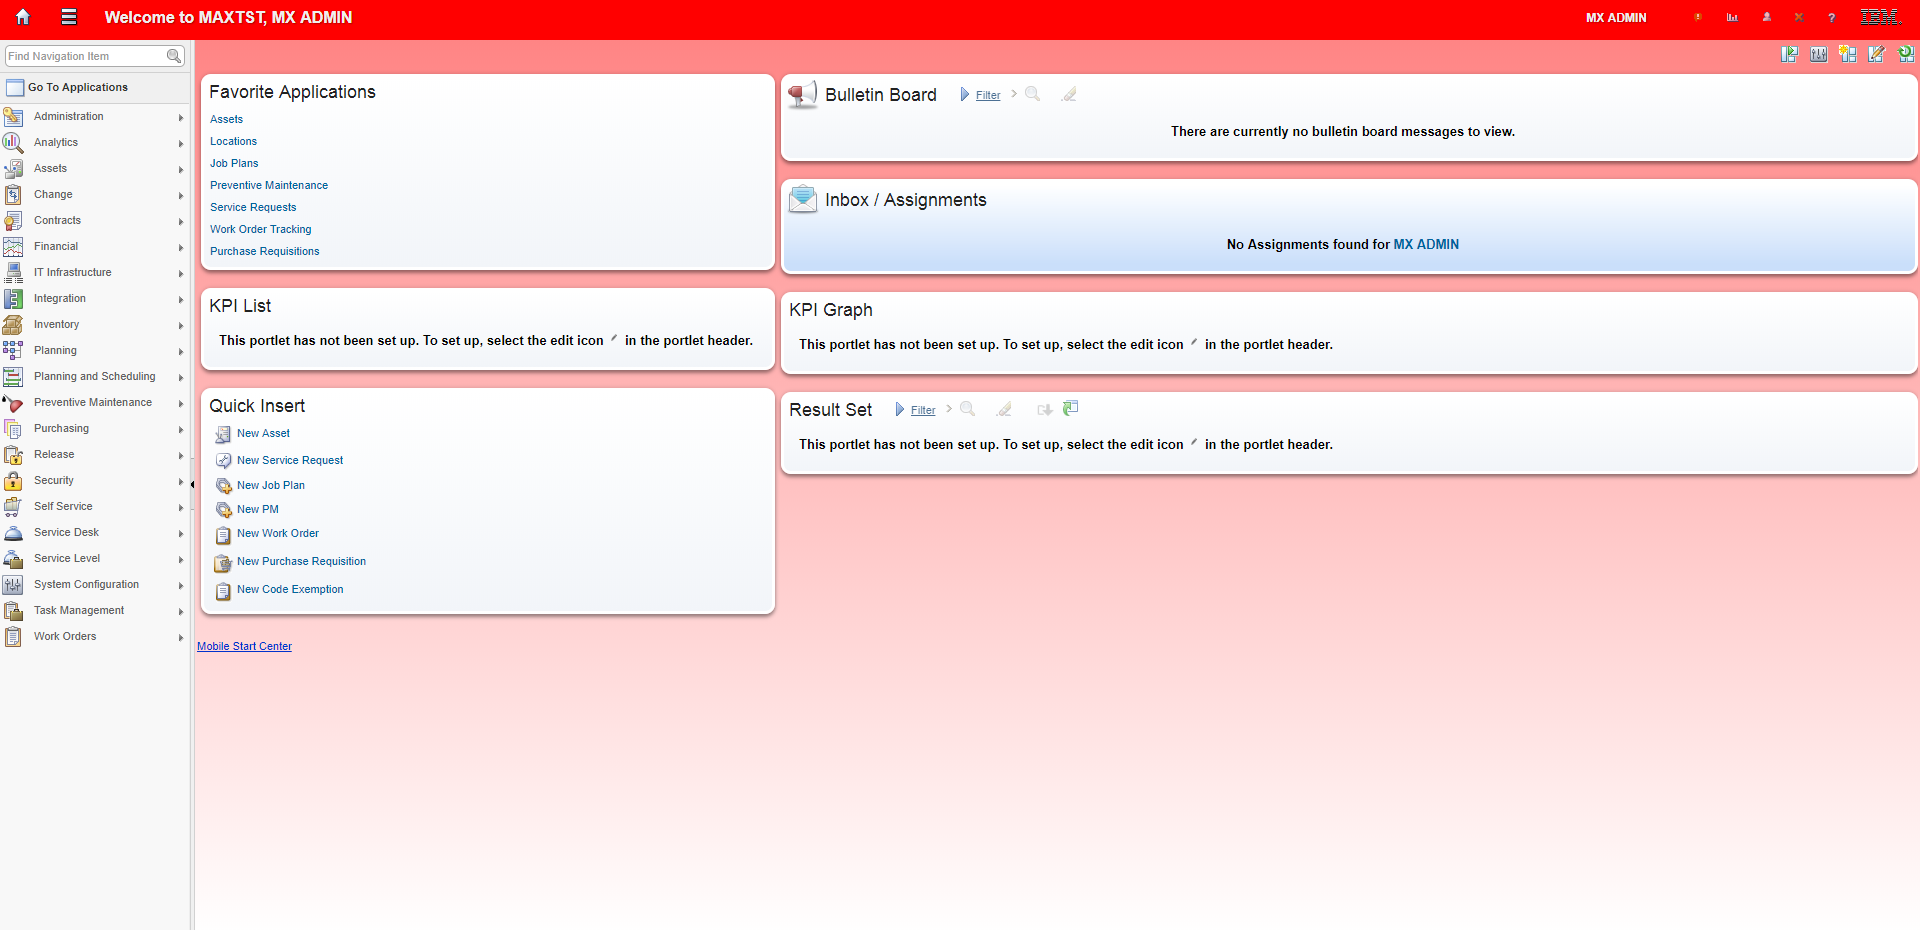 Welcome to MAXTST, MX ADMIN
MX ADMIN
?
IBM.
Find Navigation Item
Go To Applications
Administration
Analytics
Assets
Change
Contracts
Financial
IT Infrastructure
Integration
Inventory
Planning
Planning and Scheduling
Preventive Maintenance
Purchasing
Release
Security
Self Service
Service Desk
Service Level
System Configuration
Task Management
Work Orders
Favorite Applications
Assets
Locations
Job Plans
Preventive Maintenance
Service Requests
Work Order Tracking
Purchase Requisitions
KPI List
This portlet has not been set up. To set up, select the edit icon in the portlet header.
Quick Insert
New Asset
New Service Request
New Job Plan
New PM
New Work Order
New Purchase Requisition
New Code Exemption
Mobile Start Center
Bulletin Board Filter
There are currently no bulletin board messages to view.
Inbox / Assignments
No Assignments found for MX ADMIN
KPI Graph
This portlet has not been set up. To set up, select the edit icon in the portlet header.
Result Set Filter
This portlet has not been set up. To set up, select the edit icon in the portlet header.